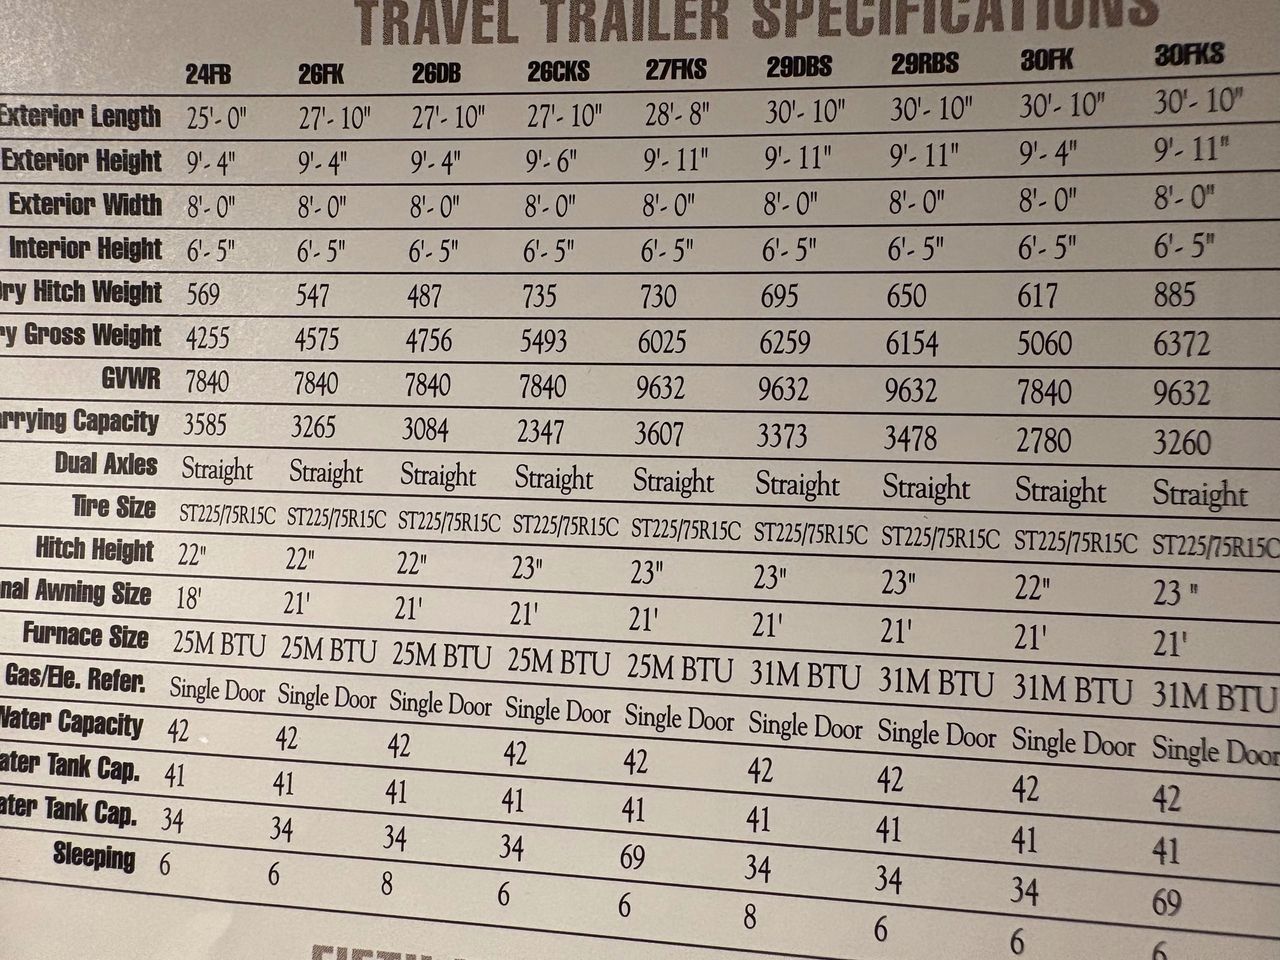 TRAVEL TRAILER SPECIFICATIONS
24FB 26FK 26DB 26CKS 27FKS 29DBS 29RBS 30FK 30FKS
Exterior Length 25'- 0" 27'- 10" 27'- 10" 27'- 10" 28'- 8" 30'- 10" 30'- 10" 30'- 10" 30'- 10"
Exterior Height 9'- 4" 9'- 4" 9'- 4" 9'- 6" 9'- 11" 9'- 11" 9'- 11" 9'- 4" 9'- 11"
Exterior Width 8'- 0" 8'- 0" 8'- 0" 8'- 0" 8'- 0" 8'- 0" 8'- 0" 8'- 0" 8'- 0"
Interior Height 6'- 5" 6'- 5" 6'- 5" 6'- 5" 6'- 5" 6'- 5" 6'- 5" 6'- 5" 6'- 5"
ry Hitch Weight 569 547 487 735 730 695 650 617 885
ry Gross Weight 4255 4575 4756 5493 6025 6259 6154 5060 6372
GVWR 7840 7840 7840 7840 9632 9632 9632 7840 9632
arrying Capacity 3585 3265 3084 2347 3607 3373 3478 2780 3260
Dual Axles Straight Straight Straight Straight Straight Straight Straight Straight Straight
Tire Size ST225/75R15C ST225/75R15C ST225/75R15C ST225/75R15C ST225/75R15C ST225/75R15C ST225/75R15C ST225/75R15C ST225/75R15C
Hitch Height 22" 22" 22" 23" 23" 23" 23" 22" 23 "
nal Awning Size 18' 21' 21' 21' 21' 21' 21' 21' 21'
Furnace Size 25M BTU 25M BTU 25M BTU 25M BTU 25M BTU 31M BTU 31M BTU 31M BTU 31M BTU
Gas/Ele. Refer. Single Door Single Door Single Door Single Door Single Door Single Door Single Door Single Door Single Door
Water Capacity 42 42 42 42 42 42 42 42 42
ater Tank Cap. 41 41 41 41 41 41 41 41 41
ater Tank Cap. 34 34 34 34 69 34 34 34 69
Sleeping 6 6 8 6 6 8 6 6 6